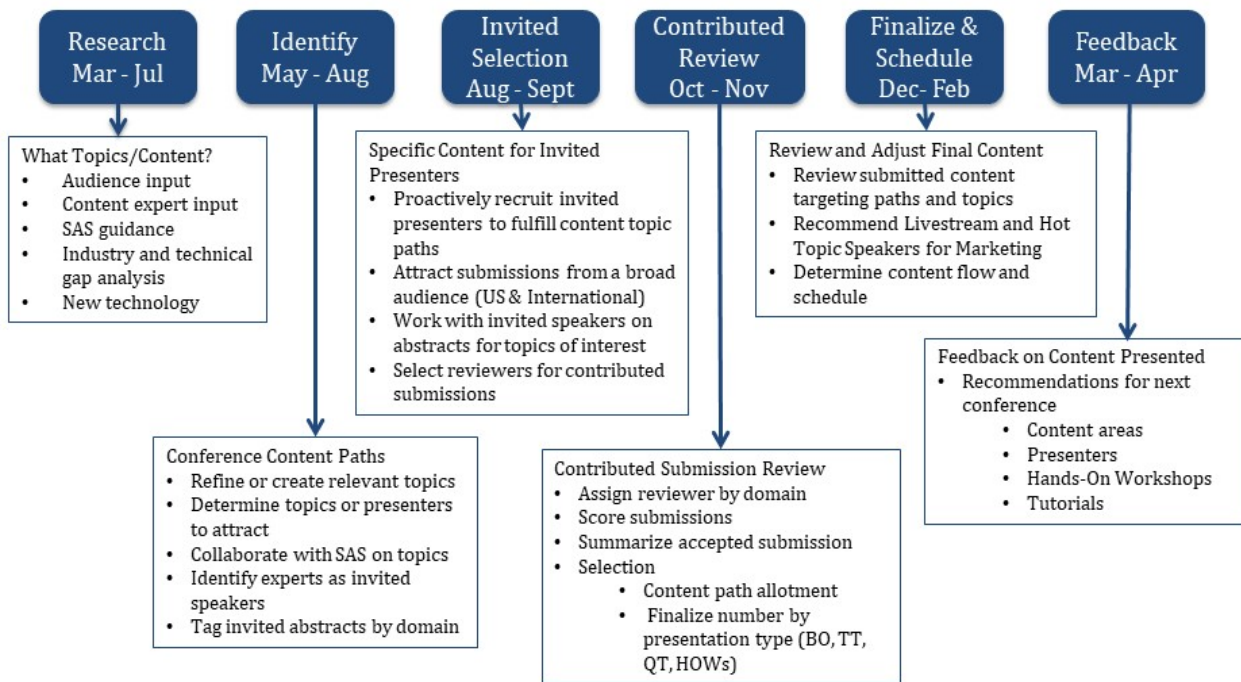 Research
Mar - Jul
Identify
May - Aug
Invited
Selection
Aug - Sept
Contributed
Review
Oct - Nov
Finalize &
Schedule
Dec- Feb
Feedback
Mar - Apr
What Topics/Content?
• Audience input
• Content expert input
• SAS guidance
• Industry and technical
gap analysis
• New technology
Specific Content for Invited
Presenters
• Proactively recruit invited
presenters to fulfill content topic
paths
• Attract submissions from a broad
audience (US & International)
• Work with invited speakers on
abstracts for topics of interest
• Select reviewers for contributed
submissions
Review and Adjust Final Content
• Review submitted content
targeting paths and topics
• Recommend Livestream and Hot
Topic Speakers for Marketing
• Determine content flow and
schedule
Feedback on Content Presented
• Recommendations for next
conference
• Content areas
• Presenters
• Hands-On Workshops
• Tutorials
Conference Content Paths
• Refine or create relevant topics
• Determine topics or presenters
to attract
• Collaborate with SAS on topics
• Identify experts as invited
speakers
• Tag invited abstracts by domain
Contributed Submission Review
• Assign reviewer by domain
• Score submissions
• Summarize accepted submission
• Selection
• Content path allotment
• Finalize number by
presentation type (BO, TT,
QT, HOWs)